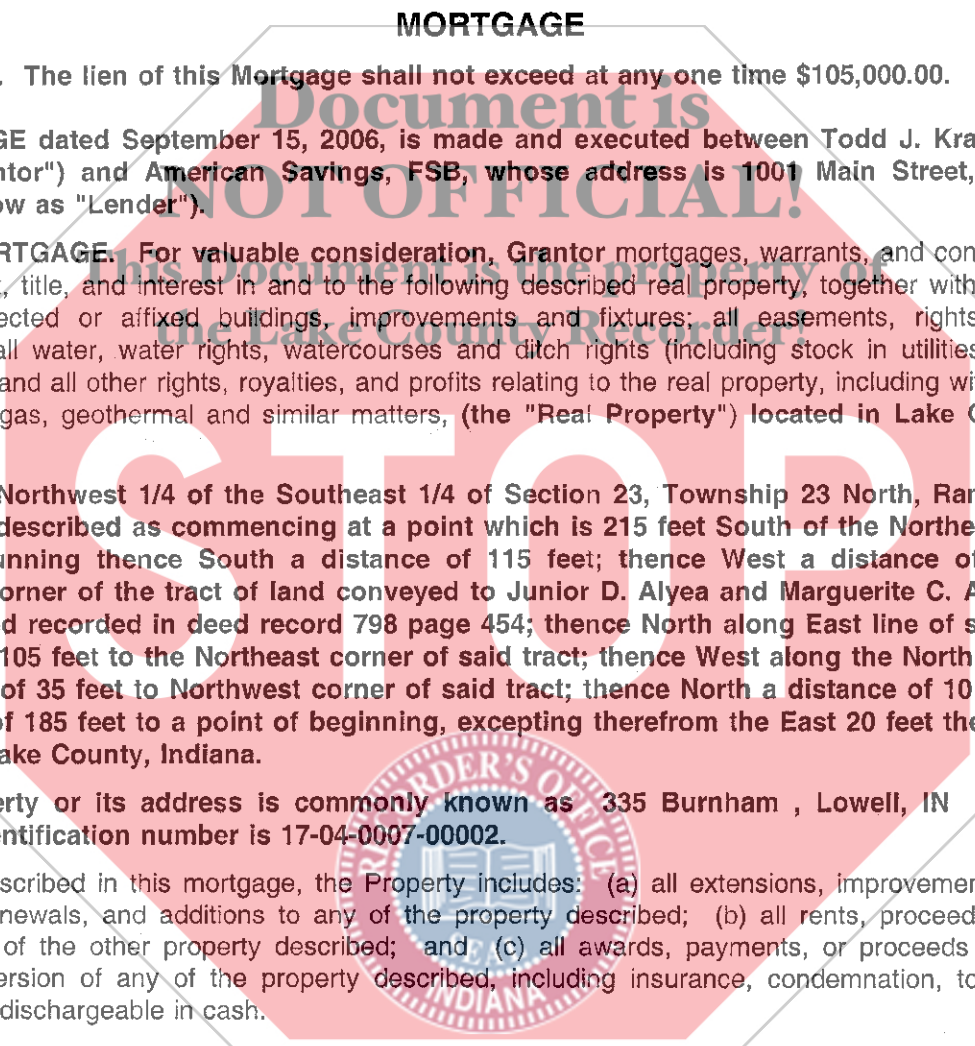 MORTGAGE
. The lien of this Mortgage shall not exceed at any one time $105,000.00.
Document is
GE dated September 15, 2006, is made and executed between Todd J. Kra
ntor") and American Savings, FSB, whose address is 1001 Main Street,
NOT OFFICIAL!
ow as "Lender").
RTGAGE. For valuable consideration, Grantor mortgages, warrants, and con
This Document is the property of
, title, and interest in and to the following described real property, together with
ected or affixed buildings, improvements and fixtures; all easements, rights
the Lake County Recorder!
all water, water rights, watercourses and ditch rights (including stock in utilities
and all other rights, royalties, and profits relating to the real property, including wi
gas, geothermal and similar matters, (the "Real Property") located in Lake C
STOP
Northwest 1/4 of the Southeast 1/4 of Section 23, Township 23 North, Ran
described as commencing at a point which is 215 feet South of the Northe
unning thence South a distance of 115 feet; thence West a distance of
orner of the tract of land conveyed to Junior D. Alyea and Marguerite C. A
d recorded in deed record 798 page 454; thence North along East line of s
105 feet to the Northeast corner of said tract; thence West along the North
of 35 feet to Northwest corner of said tract; thence North a distance of 10
of 185 feet to a point of beginning, excepting therefrom the East 20 feet the
ake County, Indiana.
erty or its address is commonly known as 335 Burnham , Lowell, IN
entification number is 17-04-0007-00002.
scribed in this mortgage, the Property includes: (a) all extensions, improvemen
newals, and additions to any of the property described; (b) all rents, proceed
of the other property described; and (c) all awards, payments, or proceeds
ersion of any of the property described, including insurance, condemnation, to
dischargeable in cash.
RECORDER'S OFFICE
SEAL
INDIANA